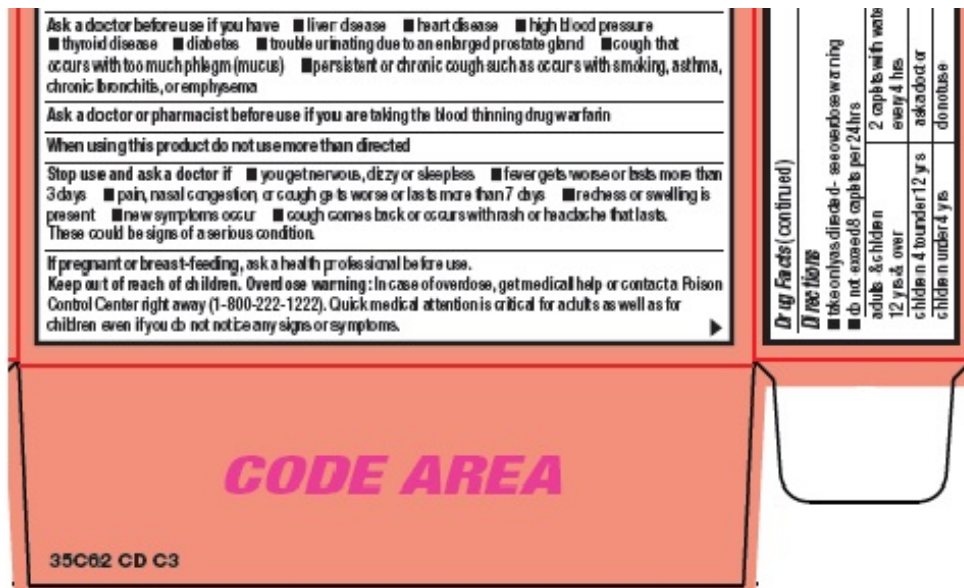 Ask a doctor before use if you have ■ liver disease ■ heart disease ■ high blood pressure
■ thyroid disease ■ diabetes ■ trouble urinating due to an enlarged prostate gland ■ cough that
occurs with too much phlegm (mucus) ■ persistent or chronic cough such as occurs with smoking, asthma,
chronic bronchitis, or emphysema
Ask a doctor or pharmacist before use if you are taking the blood thinning drug warfarin
When using this product do not use more than directed
Stop use and ask a doctor if ■ you get nervous, dizzy or sleepless ■ fever gets worse or lasts more than
3 days ■ pain, nasal congestion, or cough gets worse or lasts more than 7 days ■ redness or swelling is
present ■ new symptoms occur ■ cough comes back or occurs with rash or headache that lasts.
These could be signs of a serious condition.
If pregnant or breast-feeding, ask a health professional before use.
Keep out of reach of children. Overdose warning: In case of overdose, get medical help or contact a Poison
Control Center right away (1-800-222-1222). Quick medical attention is critical for adults as well as for
children even if you do not notice any signs or symptoms.
CODE AREA
35C62 CD C3
Drug Facts (continued)
Directions
■ take only as directed - see overdose warning
■ do not exceed 8 caplets per 24 hrs
adults & children 2 caplets with
12 yrs & over every 4 hrs
children 4 to under 12 yrs ask a doctor
children under 4 yrs do not use